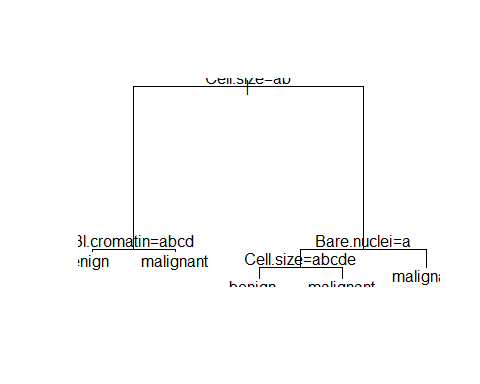 Cell.size=ab
Bl.cromatin=abcd
Bare.nuclei=a
enign
malignant
Cell.size=abcde
maligna
benign
malignant